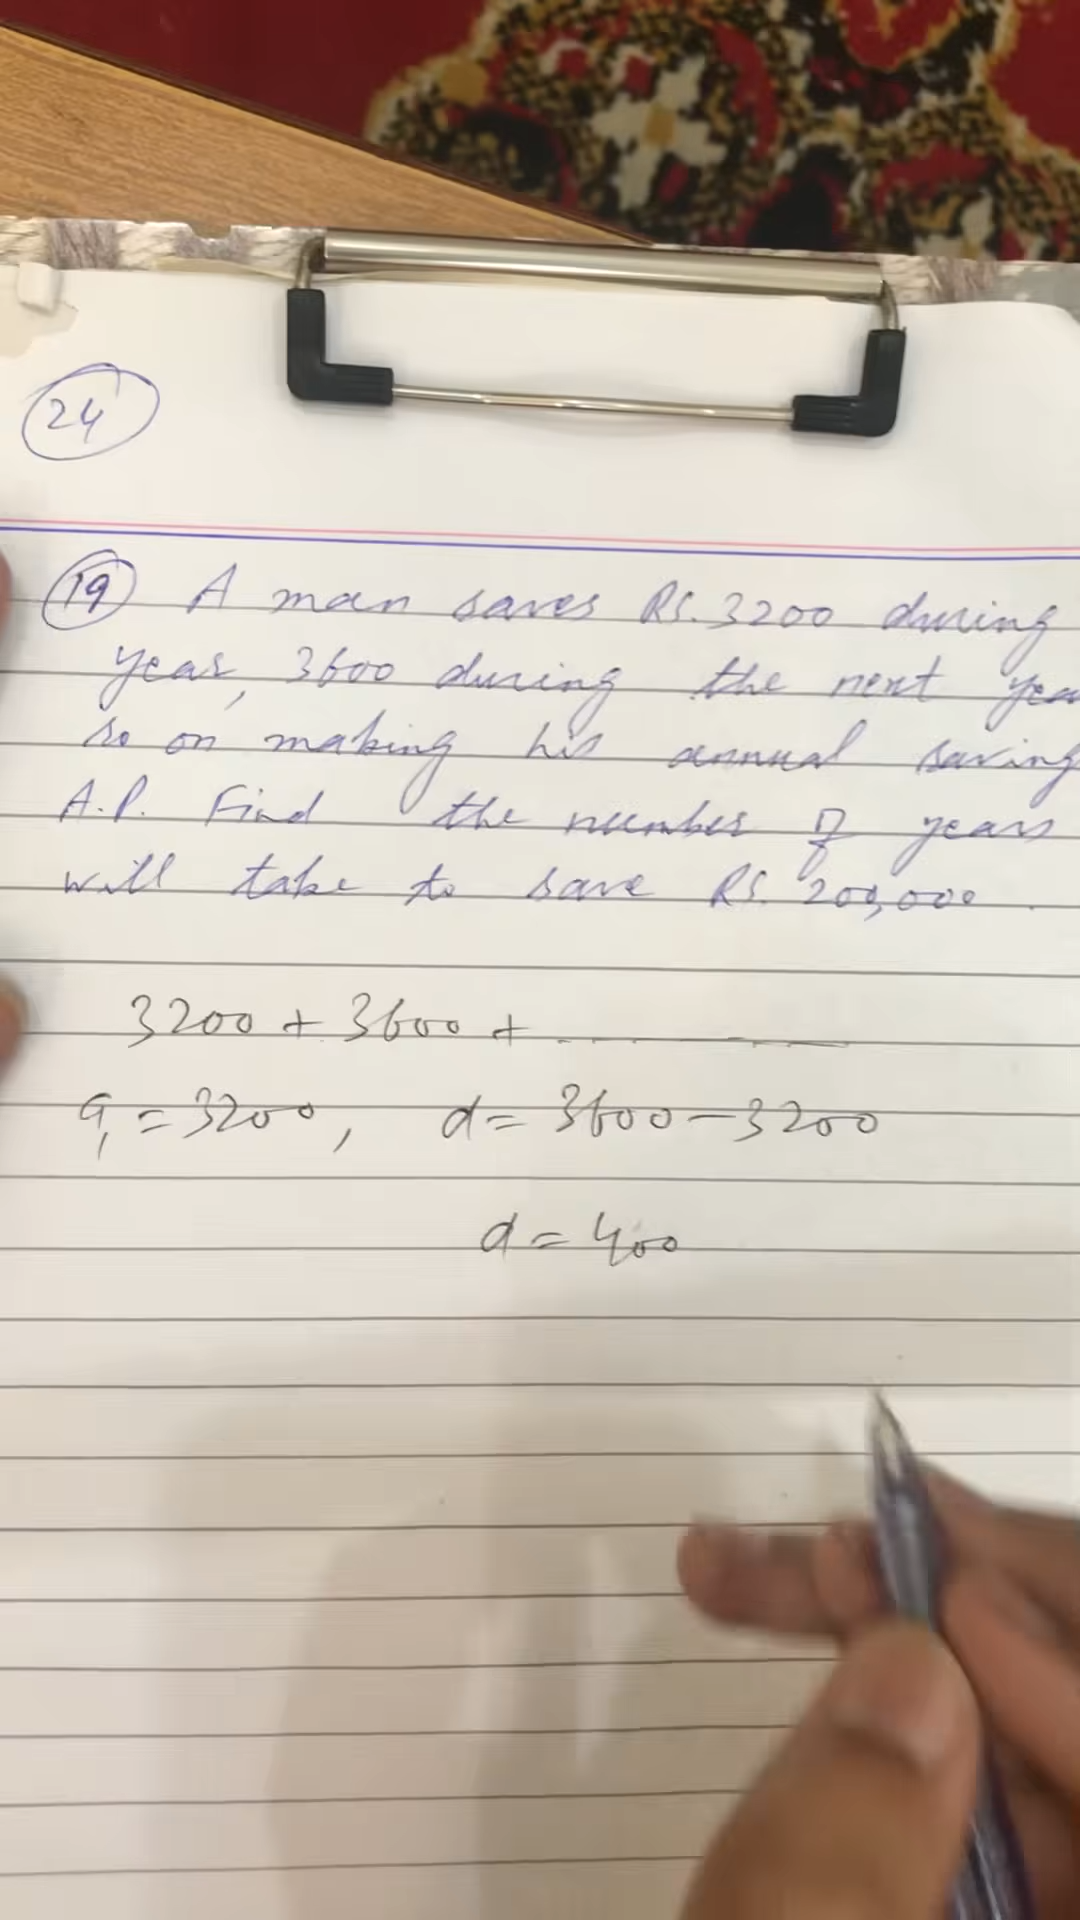 24
19 A man saves Rs. 3200 during
year, 3600 during the next yea
so on making his annual saving
A.P. Find the number of years
will take to save Rs. 200,000.
3200 + 3600 + ............
a₁ = 3200, d = 3600 - 3200
d = 400